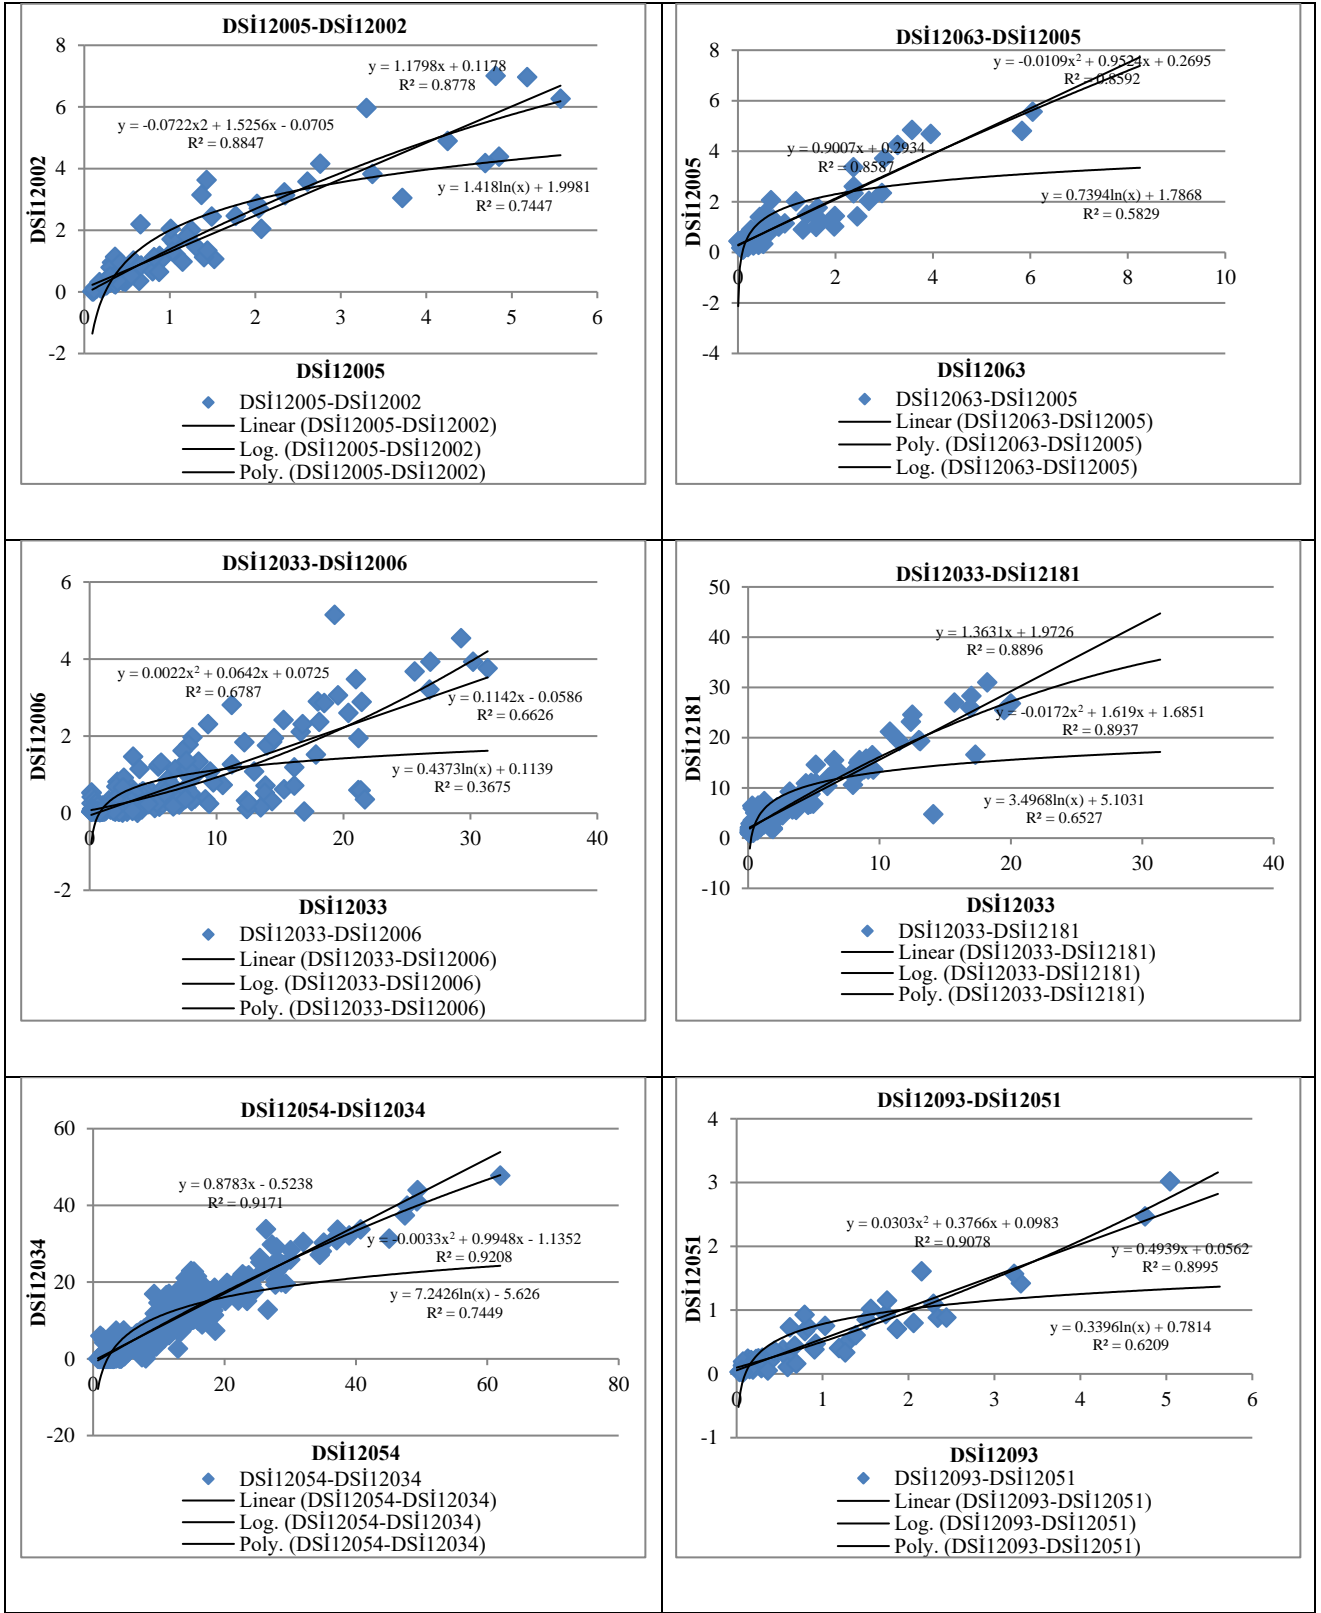 DSİ12005-DSİ12002
8
6
4
2
0
-2
0 1 2 3 4 5 6
y = 1.1798x + 0.1178
R² = 0.8778
y = -0.0722x2 + 1.5256x - 0.0705
R² = 0.8847
y = 1.418ln(x) + 1.9981
R² = 0.7447
DSİ12002
DSİ12005
DSİ12005-DSİ12002
Linear (DSİ12005-DSİ12002)
Log. (DSİ12005-DSİ12002)
Poly. (DSİ12005-DSİ12002)
DSİ12063-DSİ12005
8
6
4
2
0
-2
-4
0 2 4 6 8 10
y = -0.0109x² + 0.9524x + 0.2695
R² = 0.8592
y = 0.9007x + 0.2934
R² = 0.8587
y = 0.7394ln(x) + 1.7868
R² = 0.5829
DSİ12005
DSİ12063
DSİ12063-DSİ12005
Linear (DSİ12063-DSİ12005)
Poly. (DSİ12063-DSİ12005)
Log. (DSİ12063-DSİ12005)
DSİ12033-DSİ12006
6
4
2
0
-2
0 10 20 30 40
y = 0.0022x² + 0.0642x + 0.0725
R² = 0.6787
y = 0.1142x - 0.0586
R² = 0.6626
y = 0.4373ln(x) + 0.1139
R² = 0.3675
DSİ12006
DSİ12033
DSİ12033-DSİ12006
Linear (DSİ12033-DSİ12006)
Log. (DSİ12033-DSİ12006)
Poly. (DSİ12033-DSİ12006)
DSİ12033-DSİ12181
50
40
30
20
10
0
-10
0 10 20 30 40
y = 1.3631x + 1.9726
R² = 0.8896
y = -0.0172x² + 1.619x + 1.6851
R² = 0.8937
y = 3.4968ln(x) + 5.1031
R² = 0.6527
DSİ12181
DSİ12033
DSİ12033-DSİ12181
Linear (DSİ12033-DSİ12181)
Log. (DSİ12033-DSİ12181)
Poly. (DSİ12033-DSİ12181)
DSİ12054-DSİ12034
60
40
20
0
-20
0 20 40 60 80
y = 0.8783x - 0.5238
R² = 0.9171
y = -0.0033x² + 0.9948x - 1.1352
R² = 0.9208
y = 7.2426ln(x) - 5.626
R² = 0.7449
DSİ12034
DSİ12054
DSİ12054-DSİ12034
Linear (DSİ12054-DSİ12034)
Log. (DSİ12054-DSİ12034)
Poly. (DSİ12054-DSİ12034)
DSİ12093-DSİ12051
4
3
2
1
0
-1
0 1 2 3 4 5 6
y = 0.0303x² + 0.3766x + 0.0983
R² = 0.9078
y = 0.4939x + 0.0562
R² = 0.8995
y = 0.3396ln(x) + 0.7814
R² = 0.6209
DSİ12051
DSİ12093
DSİ12093-DSİ12051
Linear (DSİ12093-DSİ12051)
Log. (DSİ12093-DSİ12051)
Poly. (DSİ12093-DSİ12051)